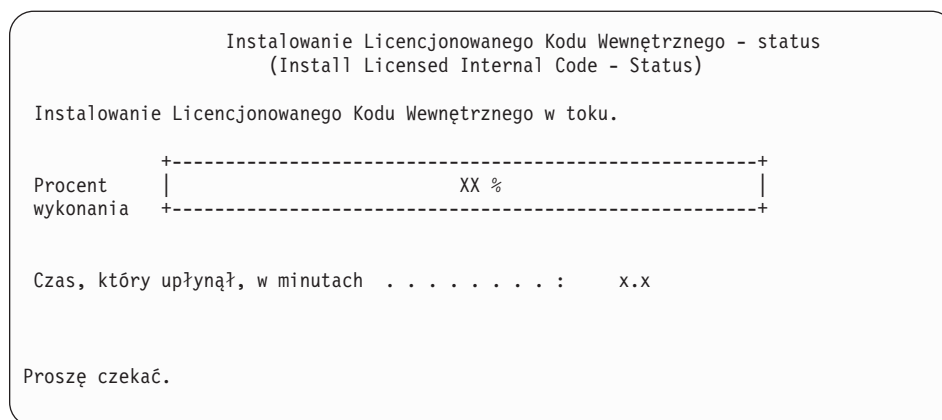 Instalowanie Licencjonowanego Kodu Wewnętrznego - status
(Install Licensed Internal Code - Status)
Instalowanie Licencjonowanego Kodu Wewnętrznego w toku.
+-------------------------------------------------------+
Procent | XX % |
wykonania +-------------------------------------------------------+
Czas, który upłynął, w minutach . . . . . . . . : x.x
Proszę czekać.